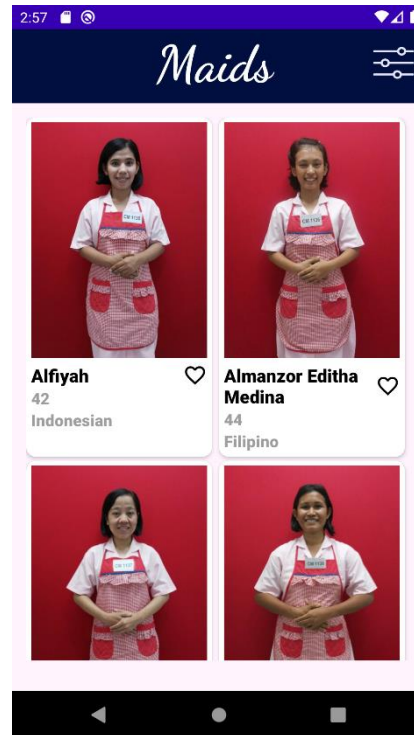 2:57
Maids
Alfiyah
42
Indonesian
Almanzor Editha
Medina
44
Filipino